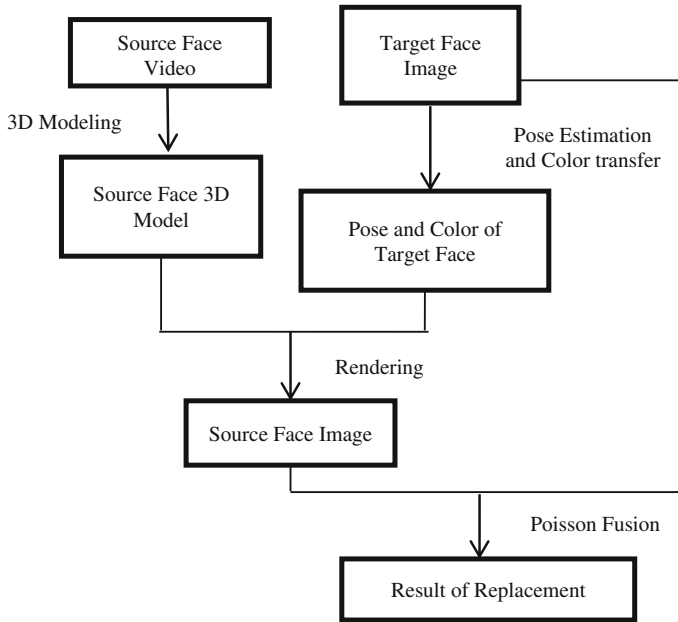 Source Face
Video
Target Face
Image
3D Modeling
Pose Estimation
and Color transfer
Source Face 3D
Model
Pose and Color of
Target Face
Rendering
Source Face Image
Poisson Fusion
Result of Replacement